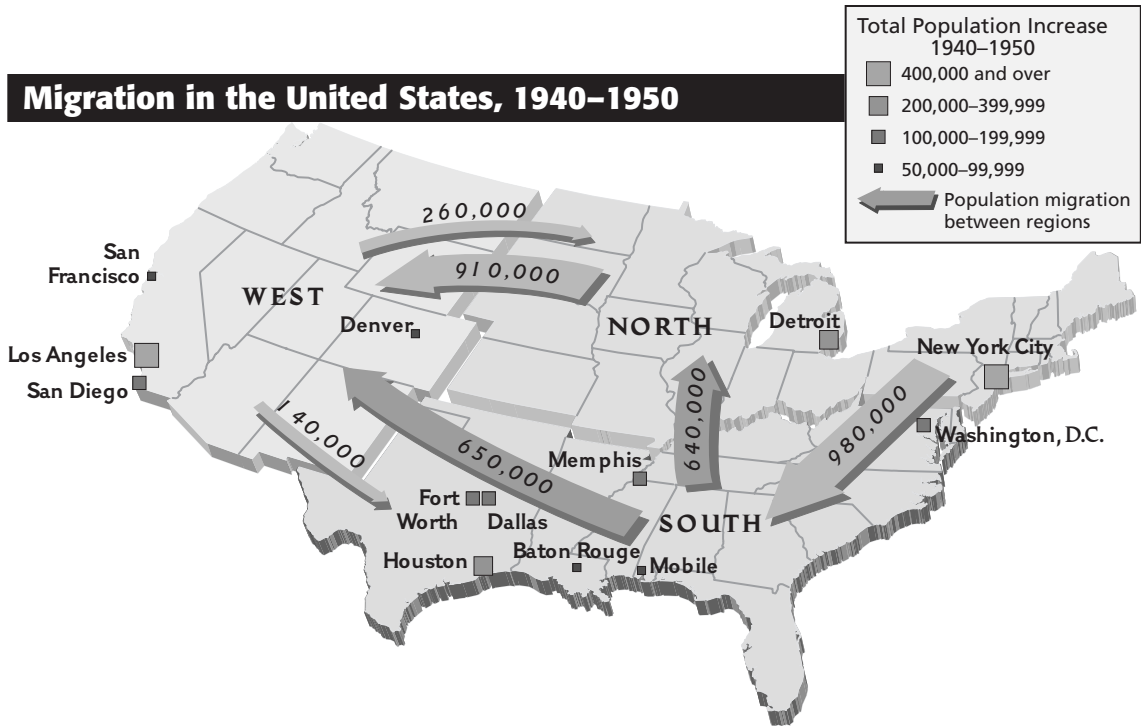 Total Population Increase
1940–1950
400,000 and over
200,000–399,999
100,000–199,999
50,000–99,999
Population migration
between regions
Migration in the United States, 1940–1950
260,000
910,000
San
Francisco
WEST
Denver
NORTH
Detroit
New York City
Los Angeles
San Diego
140,000
650,000
640,000
980,000
Washington, D.C.
Memphis
Fort
Worth
Dallas
SOUTH
Houston
Baton Rouge
Mobile